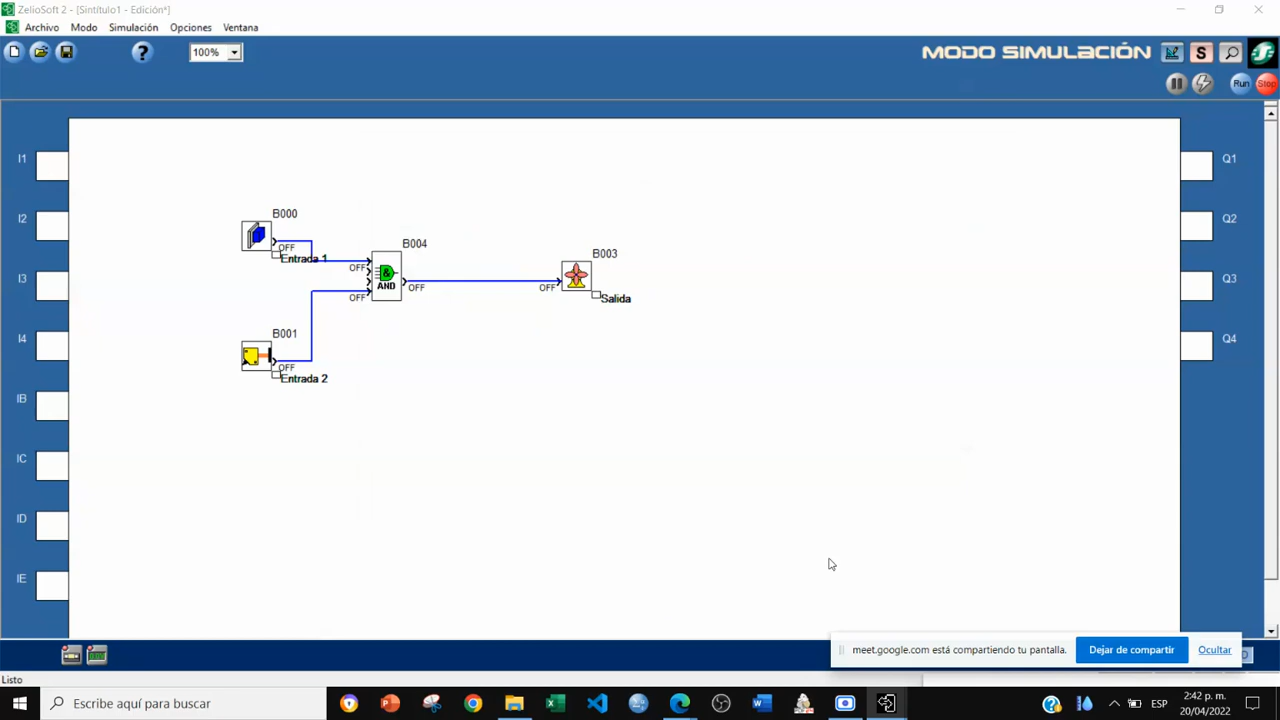 ZelioSoft 2 - [Sintítulo1 - Edición*]
Archivo Modo Simulación Opciones Ventana
? 100% MODO SIMULACIÓN S
Run Stop
I1 Q1
I2 Q2
I3 Q3
I4 Q4
IB
IC
ID
IE
B000
OFF
Entrada 1
B004
OFF
&
AND
OFF
OFF
B003
OFF
Salida
B001
OFF
Entrada 2
meet.google.com está compartiendo tu pantalla. Dejar de compartir Ocultar
Listo
Escribe aquí para buscar
ESP
2:42 p. m.
20/04/2022